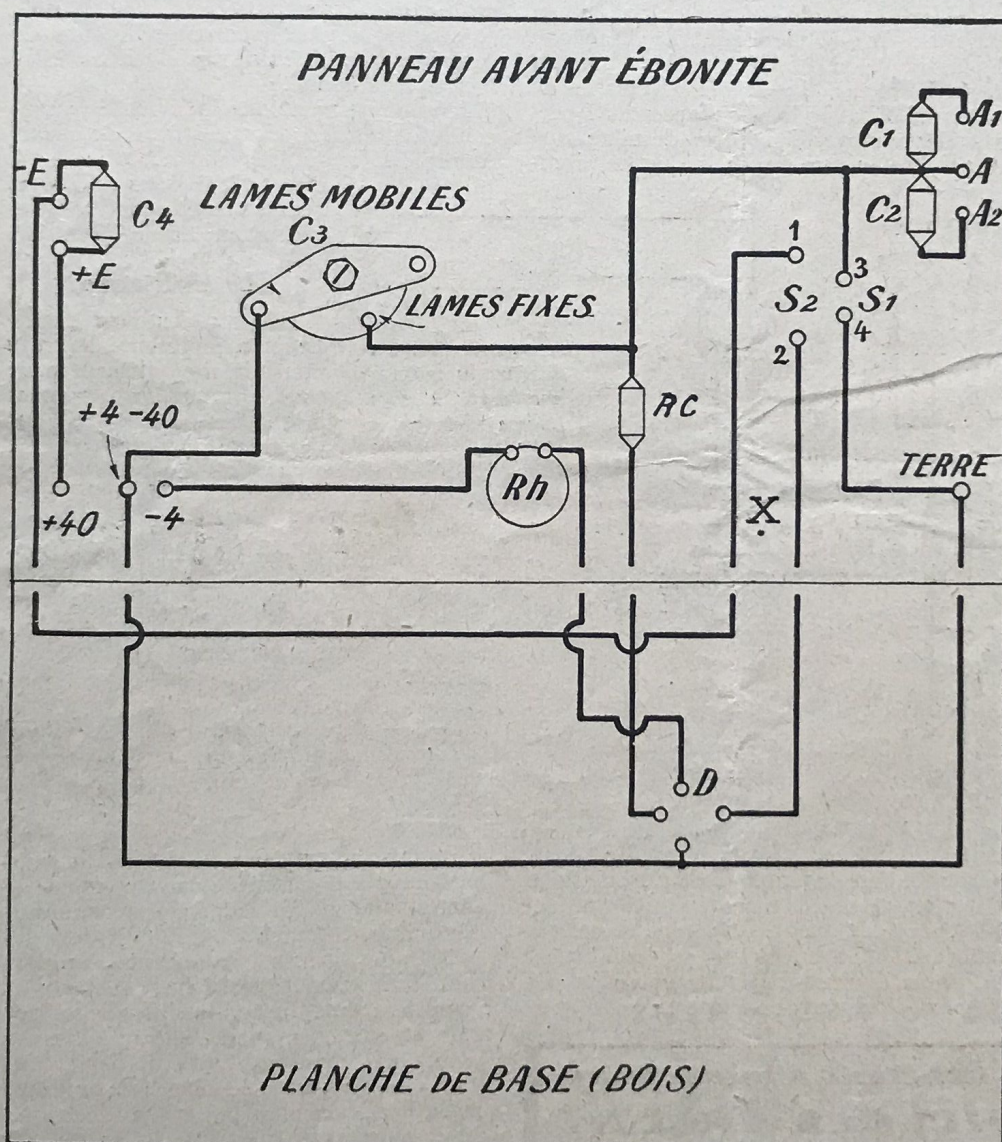 PANNEAU AVANT ÉBONITE
C1
A1
A
C2
A2
-E
C4
+E
LAMES MOBILES
C3
LAMES FIXES
1
S2
2
3
S1
4
+4 -40
RC
TERRE
+40
-4
Rh
X
D
PLANCHE DE BASE (BOIS)